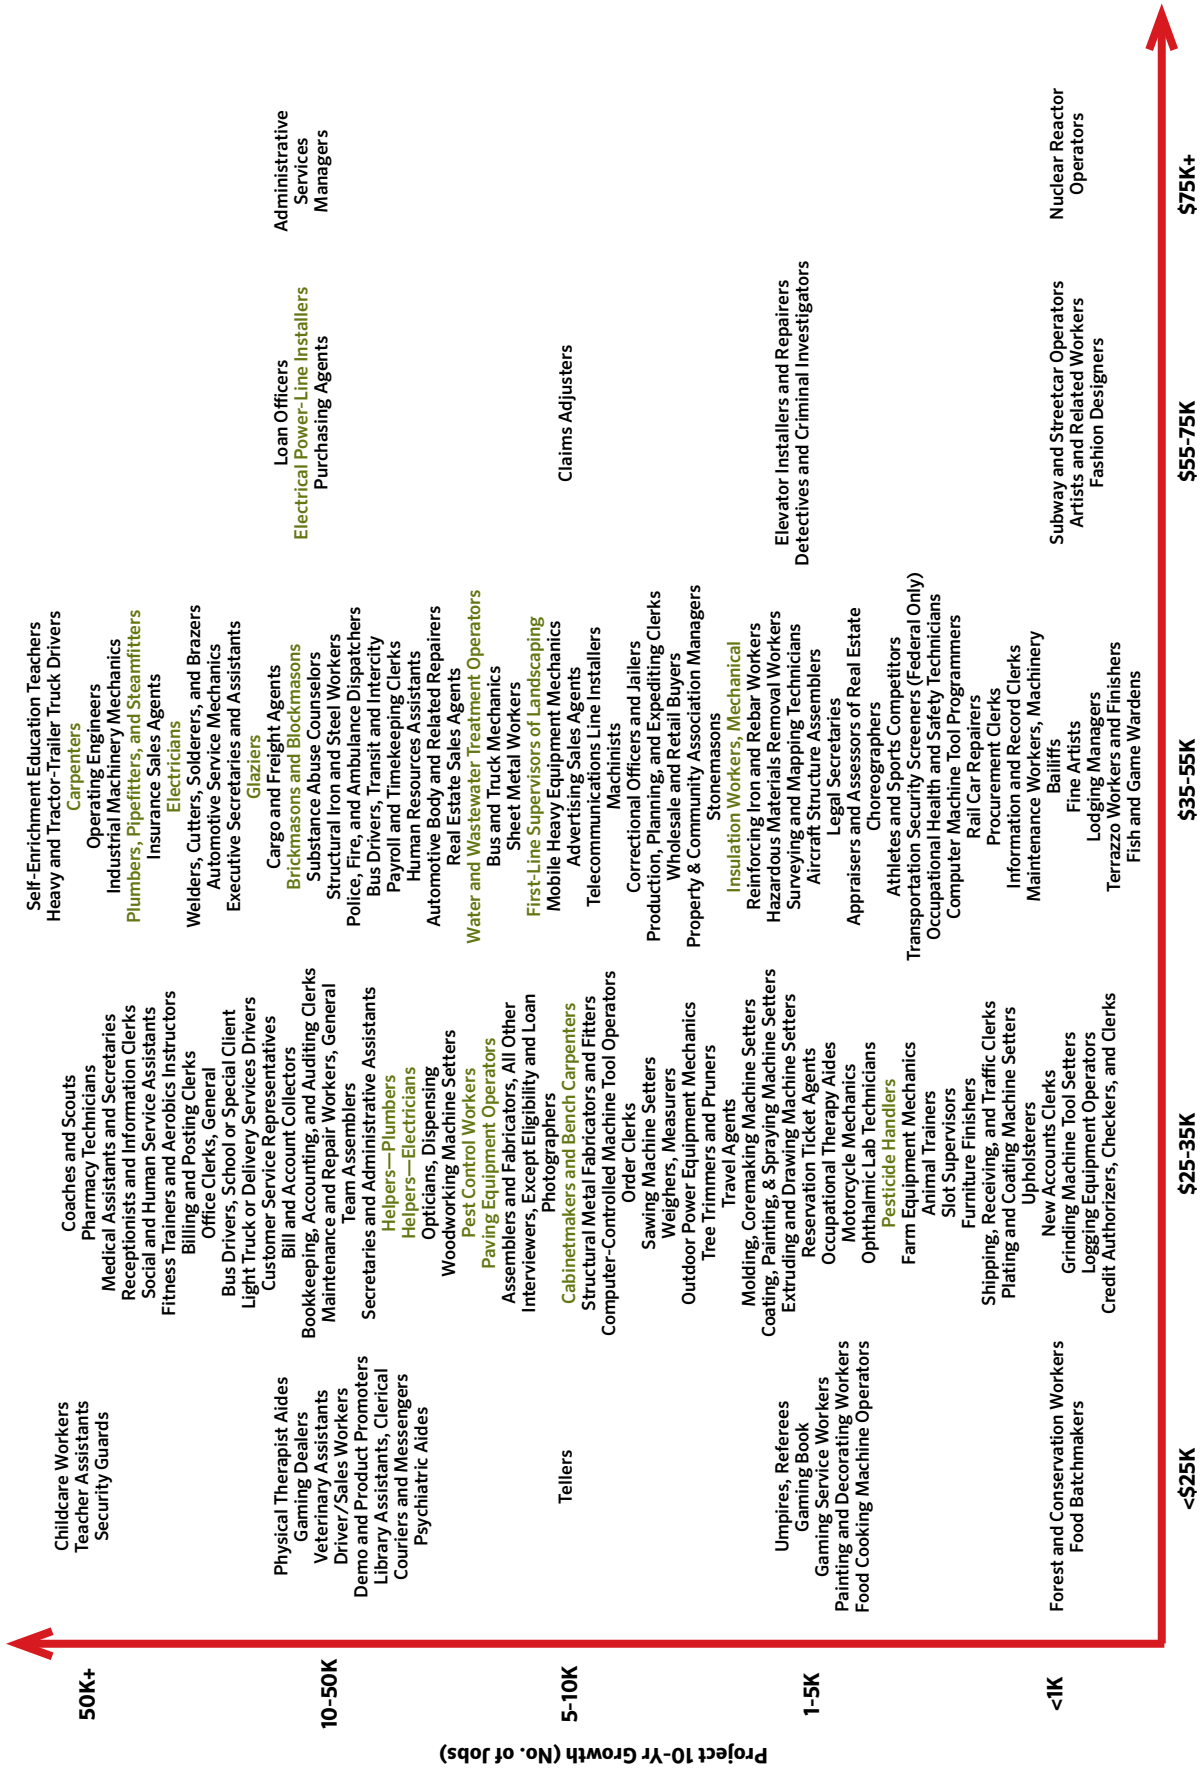 Project 10-Yr Growth (No. of Jobs)
50K+
10-50K
5-10K
1-5K
<1K
Childcare Workers
Teacher Assistants
Security Guards
Physical Therapist Aides
Gaming Dealers
Veterinary Assistants
Driver/Sales Workers
Demo and Product Promoters
Library Assistants, Clerical
Couriers and Messengers
Psychiatric Aides
Tellers
Umpires, Referees
Gaming Book
Gaming Service Workers
Painting and Decorating Workers
Food Cooking Machine Operators
Forest and Conservation Workers
Food Batchmakers
<$25K
Coaches and Scouts
Pharmacy Technicians
Medical Assistants and Secretaries
Receptionists and Information Clerks
Social and Human Service Assistants
Fitness Trainers and Aerobics Instructors
Billing and Posting Clerks
Office Clerks, General
Bus Drivers, School or Special Client
Light Truck or Delivery Services Drivers
Customer Service Representatives
Bill and Account Collectors
Bookkeeping, Accounting, and Auditing Clerks
Maintenance and Repair Workers, General
Team Assemblers
Secretaries and Administrative Assistants
Helpers—Plumbers
Helpers—Electricians
Opticians, Dispensing
Woodworking Machine Setters
Pest Control Workers
Paving Equipment Operators
Assemblers and Fabricators, All Other
Interviewers, Except Eligibility and Loan
Photographers
Cabinetmakers and Bench Carpenters
Structural Metal Fabricators and Fitters
Computer-Controlled Machine Tool Operators
Order Clerks
Sawing Machine Setters
Weighers, Measurers
Outdoor Power Equipment Mechanics
Tree Trimmers and Pruners
Travel Agents
Molding, Coremaking Machine Setters
Coating, Painting, & Spraying Machine Setters
Extruding and Drawing Machine Setters
Reservation Ticket Agents
Occupational Therapy Aides
Motorcycle Mechanics
Ophthalmic Lab Technicians
Pesticide Handlers
Farm Equipment Mechanics
Animal Trainers
Slot Supervisors
Furniture Finishers
Shipping, Receiving, and Traffic Clerks
Plating and Coating Machine Setters
Upholsterers
New Accounts Clerks
Grinding Machine Tool Setters
Logging Equipment Operators
Credit Authorizers, Checkers, and Clerks
$25-35K
Self-Enrichment Education Teachers
Heavy and Tractor-Trailer Truck Drivers
Carpenters
Operating Engineers
Industrial Machinery Mechanics
Plumbers, Pipefitters, and Steamfitters
Insurance Sales Agents
Electricians
Welders, Cutters, Solderers, and Brazers
Automotive Service Mechanics
Executive Secretaries and Assistants
Glaziers
Cargo and Freight Agents
Brickmasons and Blockmasons
Substance Abuse Counselors
Structural Iron and Steel Workers
Police, Fire, and Ambulance Dispatchers
Bus Drivers, Transit and Intercity
Payroll and Timekeeping Clerks
Human Resources Assistants
Automotive Body and Related Repairers
Real Estate Sales Agents
Water and Wastewater Treatment Operators
Bus and Truck Mechanics
Sheet Metal Workers
First-Line Supervisors of Landscaping
Mobile Heavy Equipment Mechanics
Advertising Sales Agents
Telecommunications Line Installers
Machinists
Correctional Officers and Jailers
Production, Planning, and Expediting Clerks
Wholesale and Retail Buyers
Property & Community Association Managers
Stonemasons
Insulation Workers, Mechanical
Reinforcing Iron and Rebar Workers
Hazardous Materials Removal Workers
Surveying and Mapping Technicians
Aircraft Structure Assemblers
Legal Secretaries
Appraisers and Assessors of Real Estate
Choreographers
Athletes and Sports Competitors
Transportation Security Screeners (Federal Only)
Occupational Health and Safety Technicians
Computer Machine Tool Programmers
Rail Car Repairers
Procurement Clerks
Information and Record Clerks
Maintenance Workers, Machinery
Bailiffs
Fine Artists
Lodging Managers
Terrazzo Workers and Finishers
Fish and Game Wardens
$35-55K
Loan Officers
Electrical Power-Line Installers
Purchasing Agents
Claims Adjusters
Elevator Installers and Repairers
Detectives and Criminal Investigators
Subway and Streetcar Operators
Artists and Related Workers
Fashion Designers
$55-75K
Administrative
Services
Managers
Nuclear Reactor
Operators
$75K+